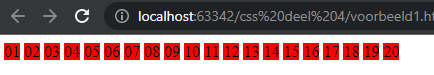 localhost:63342/css%20deel%204/voorbeeld1.ht
01 02 03 04 05 06 07 08 09 10 11 12 13 14 15 16 17 18 19 20